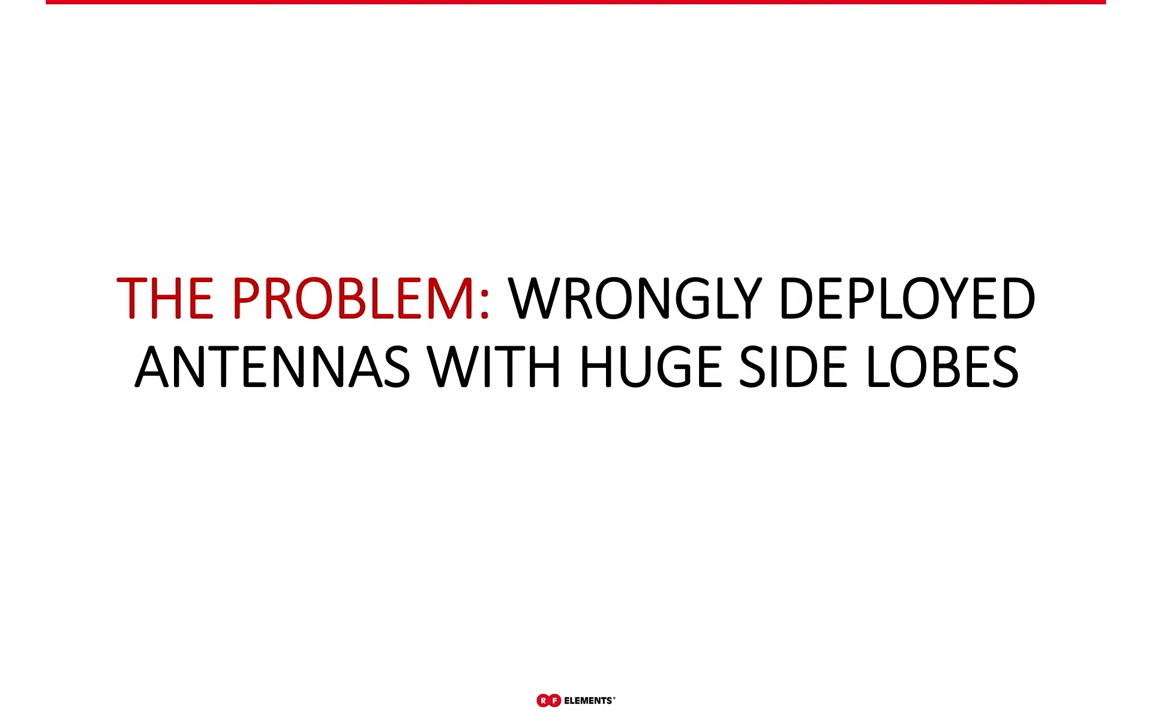 THE PROBLEM: WRONGLY DEPLOYED
ANTENNAS WITH HUGE SIDE LOBES
RF ELEMENTS®